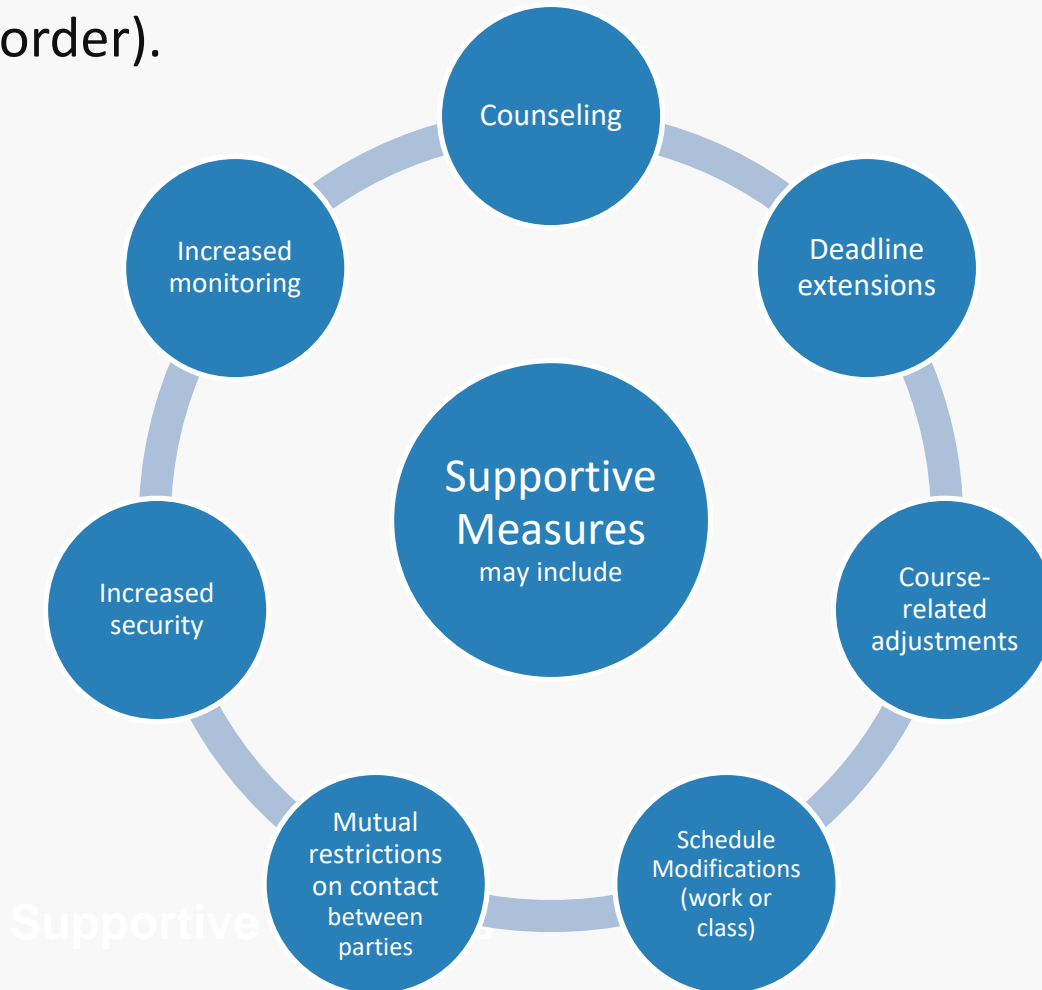 order).
Counseling
Deadline
extensions
Course-
related
adjustments
Schedule
Modifications
(work or
class)
Mutual
restrictions
on contact
between
parties
Increased
security
Increased
monitoring
Supportive
Measures
may include
Supportive